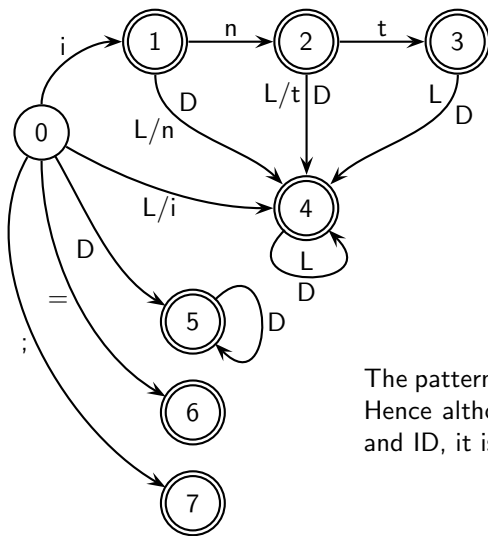 i
1
n
2
t
3
L/n
D
L/t
D
L
D
0
L/i
4
L
D
D
5
D
=
6
;
7
The pattern
Hence altho
and ID, it is